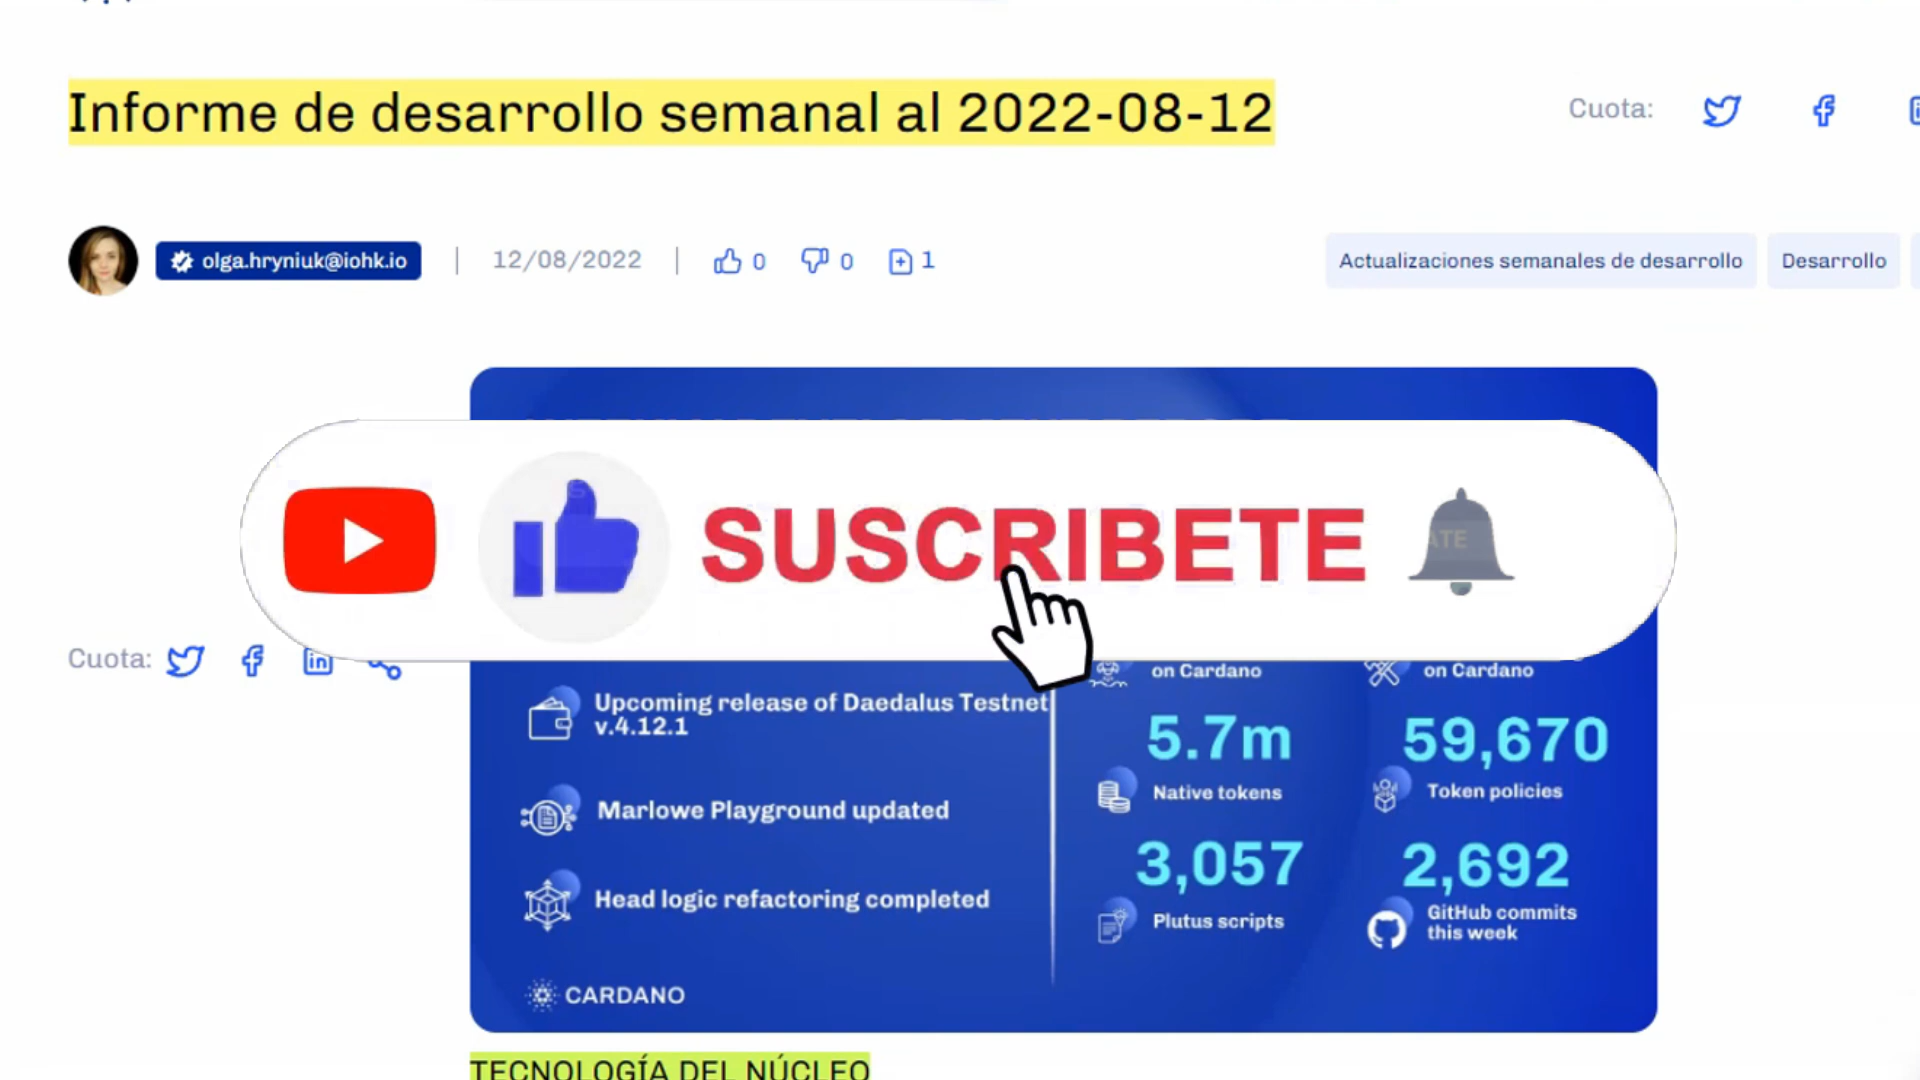 Informe de desarrollo semanal al 2022-08-12
Cuota:
olga.hryniuk@iohk.io | 12/08/2022 | 0 0 1
Actualizaciones semanales de desarrollo
Desarrollo
SUSCRIBETE
Cuota:
on Cardano
on Cardano
Upcoming release of Daedalus Testnet
v.4.12.1
5.7m
59,670
Native tokens
Token policies
Marlowe Playground updated
3,057
2,692
Head logic refactoring completed
Plutus scripts
GitHub commits
this week
CARDANO
TECNOLOGÍA DEL NÚCLEO